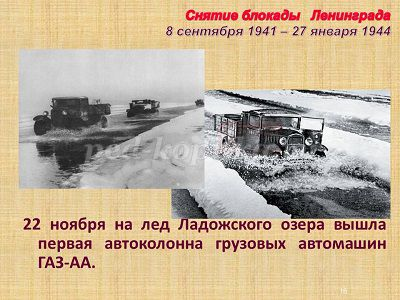 Снятие блокады Ленинграда
8 сентября 1941 – 27 января 1944
22 ноября на лед Ладожского озера вышла
первая автоколонна грузовых автомашин
ГАЗ-АА.